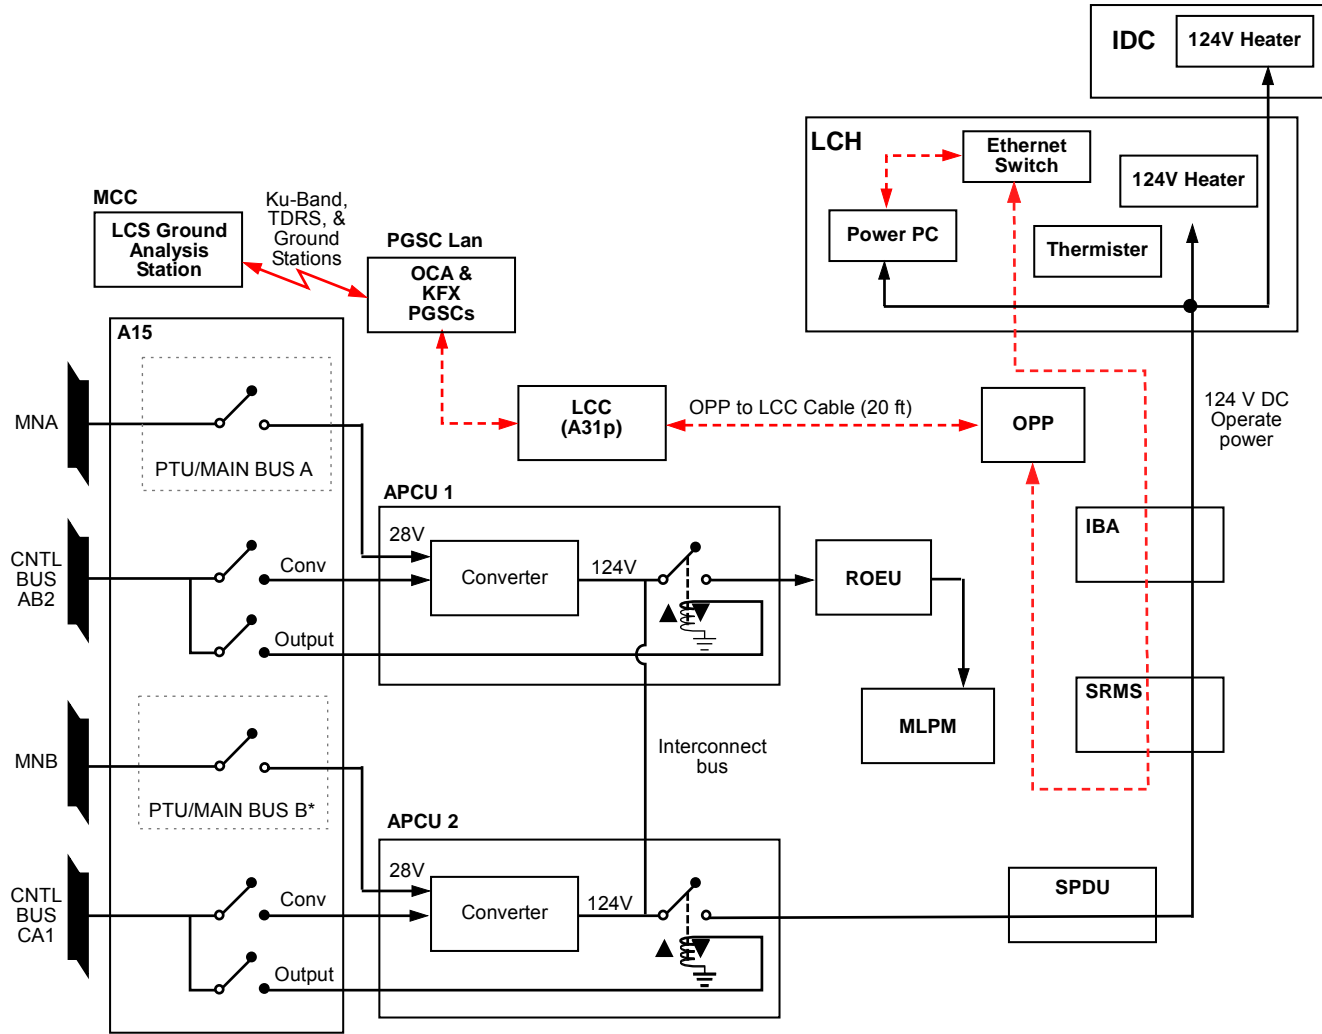 IDC
124V Heater
LCH
Ethernet
Switch
124V Heater
Power PC
Thermister
MCC
LCS Ground
Analysis
Station
Ku-Band,
TDRS, &
Ground
Stations
PGSC Lan
OCA &
KFX
PGSCs
A15
MNA
PTU/MAIN BUS A
LCC
(A31p)
OPP to LCC Cable (20 ft)
OPP
124 V DC
Operate
power
APCU 1
28V
CNTL
BUS
AB2
Conv
Converter
124V
ROEU
IBA
Output
MNB
PTU/MAIN BUS B*
Interconnect
bus
MLPM
SRMS
APCU 2
28V
CNTL
BUS
CA1
Conv
Converter
124V
SPDU
Output